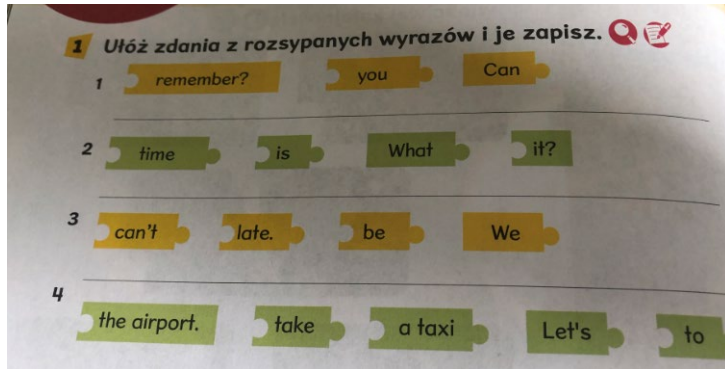 1 Ułóż zdania z rozsypanych wyrazów i je zapisz.
1 remember? you Can
2 time is What it?
3 can't late. be We
4 the airport. take a taxi Let's to